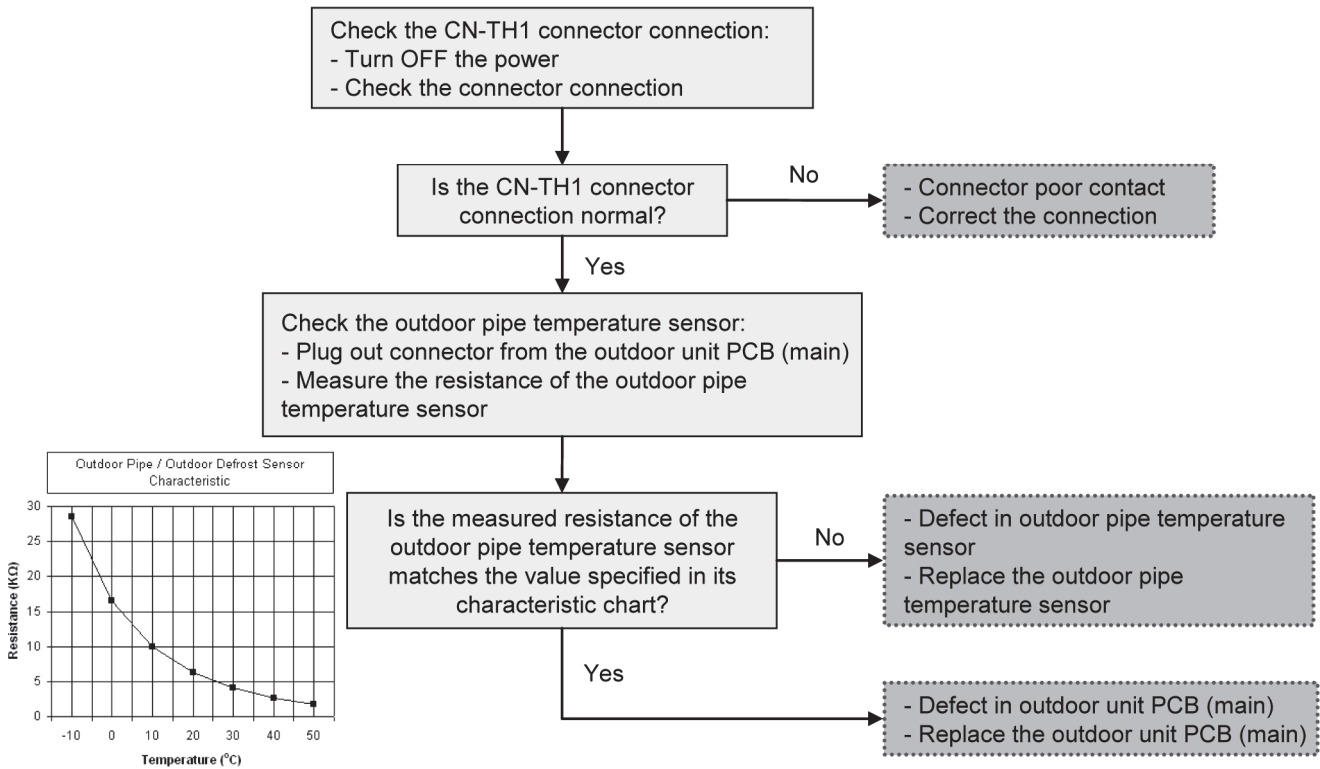 Check the CN-TH1 connector connection:
- Turn OFF the power
- Check the connector connection
Is the CN-TH1 connector
connection normal?
No
- Connector poor contact
- Correct the connection
Yes
Check the outdoor pipe temperature sensor:
- Plug out connector from the outdoor unit PCB (main)
- Measure the resistance of the outdoor pipe
temperature sensor
Is the measured resistance of the
outdoor pipe temperature sensor
matches the value specified in its
characteristic chart?
No
- Defect in outdoor pipe temperature
sensor
- Replace the outdoor pipe
temperature sensor
Yes
- Defect in outdoor unit PCB (main)
- Replace the outdoor unit PCB (main)
Outdoor Pipe / Outdoor Defrost Sensor
Characteristic
Resistance (KΩ)
30
25
20
15
10
5
0
-10 0 10 20 30 40 50
Temperature (°C)